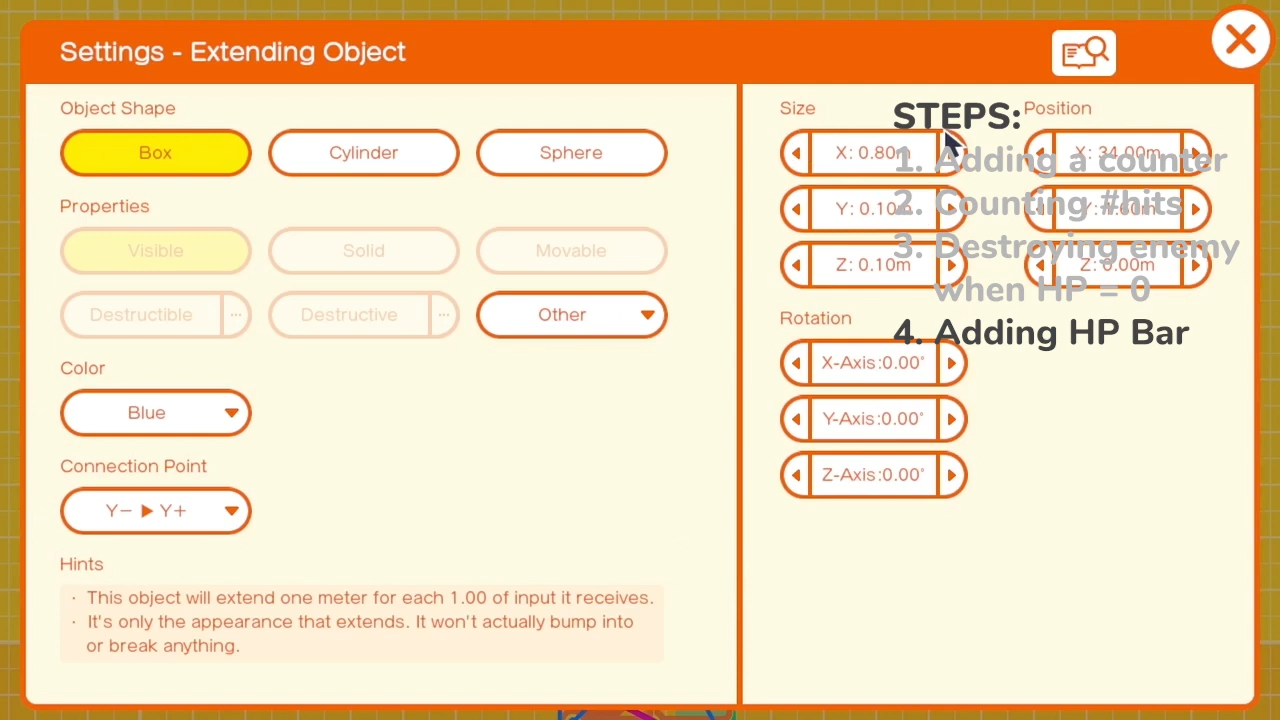 Settings - Extending Object
Object Shape
Box
Cylinder
Sphere
Properties
Visible
Solid
Movable
Destructible
Destructive
Other
Color
Blue
Connection Point
Y− ▶ Y+
Hints
· This object will extend one meter for each 1.00 of input it receives.
· It's only the appearance that extends. It won't actually bump into
or break anything.
Size
X: 0.80m
Y: 0.10m
Z: 0.10m
Position
X: 34.00m
Z: 0.00m
Rotation
X-Axis:0.00°
Y-Axis:0.00°
Z-Axis:0.00°
STEPS:
1. Adding a counter
2. Counting #hits
3. Destroying enemy
when HP = 0
4. Adding HP Bar